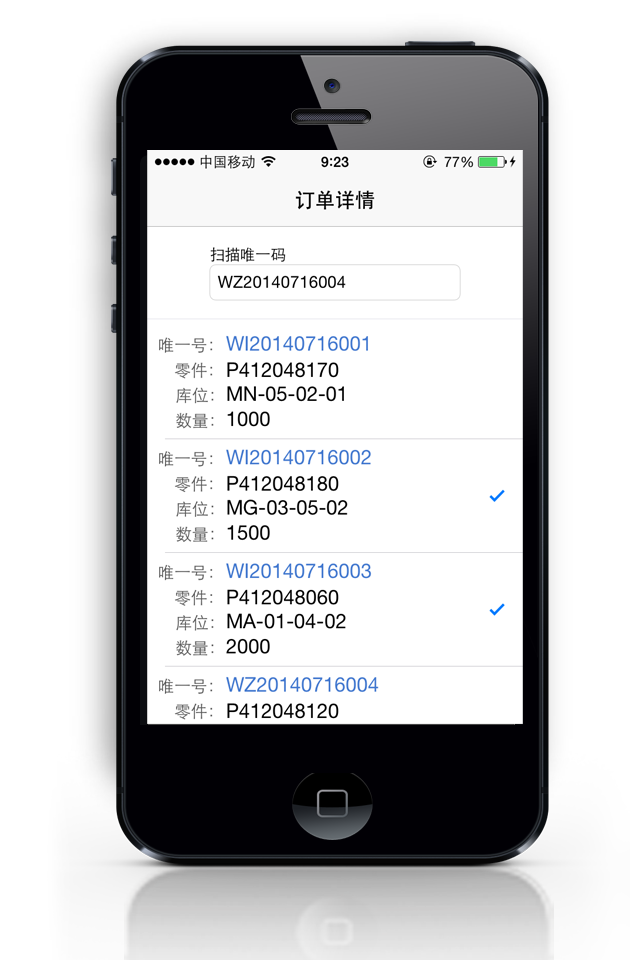 中国移动 9:23 77%
订单详情
扫描唯一码
WZ20140716004
唯一号: WI20140716001
零件: P412048170
库位: MN-05-02-01
数量: 1000
唯一号: WI20140716002
零件: P412048180
库位: MG-03-05-02
数量: 1500
唯一号: WI20140716003
零件: P412048060
库位: MA-01-04-02
数量: 2000
唯一号: WZ20140716004
零件: P412048120